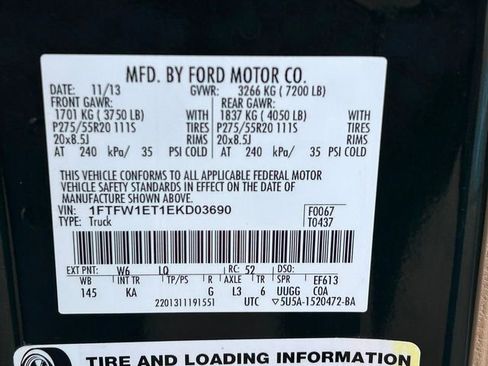 MFD. BY FORD MOTOR CO.
DATE: 11/13 GVWR: 3266 KG ( 7200 LB)
FRONT GAWR: REAR GAWR:
1701 KG ( 3750 LB) 1837 KG ( 4050 LB)
P275/55R20 111S TIRES P275/55R20 111S TIRES
20x8.5J RIMS 20x8.5J RIMS
AT 240 kPa/ 35 PSI COLD AT 240 kPa/ 35 PSI COLD
THIS VEHICLE CONFORMS TO ALL APPLICABLE FEDERAL MOTOR
VEHICLE SAFETY STANDARDS IN EFFECT ON THE DATE OF
MANUFACTURE SHOWN ABOVE.
VIN: 1FTFW1ET1EKD03690 F0067
TYPE: Truck T0437
EXT PNT: W6 LQ RC: 52 DSO:
WB INT TR TP/PS R AXLE TR SPR EF613
145 KA G L3 6 UUGG COA
2201311191551 UTC ▽5U5A-1520472-BA
TIRE AND LOADING INFORMATION